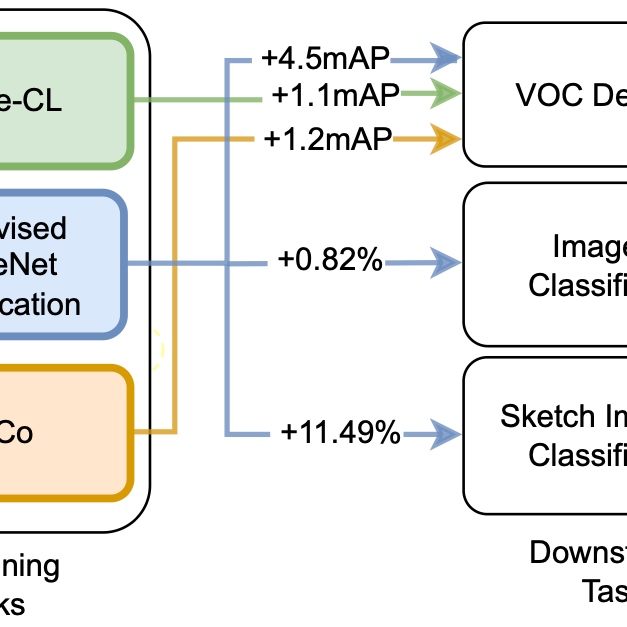 e-CL
vised
eNet
cation
Co
ning
ks
+4.5mAP
+1.1mAP
+1.2mAP
+0.82%
+11.49%
VOC De
Image
Classifi
Sketch Im
Classifi
Downst
Tas